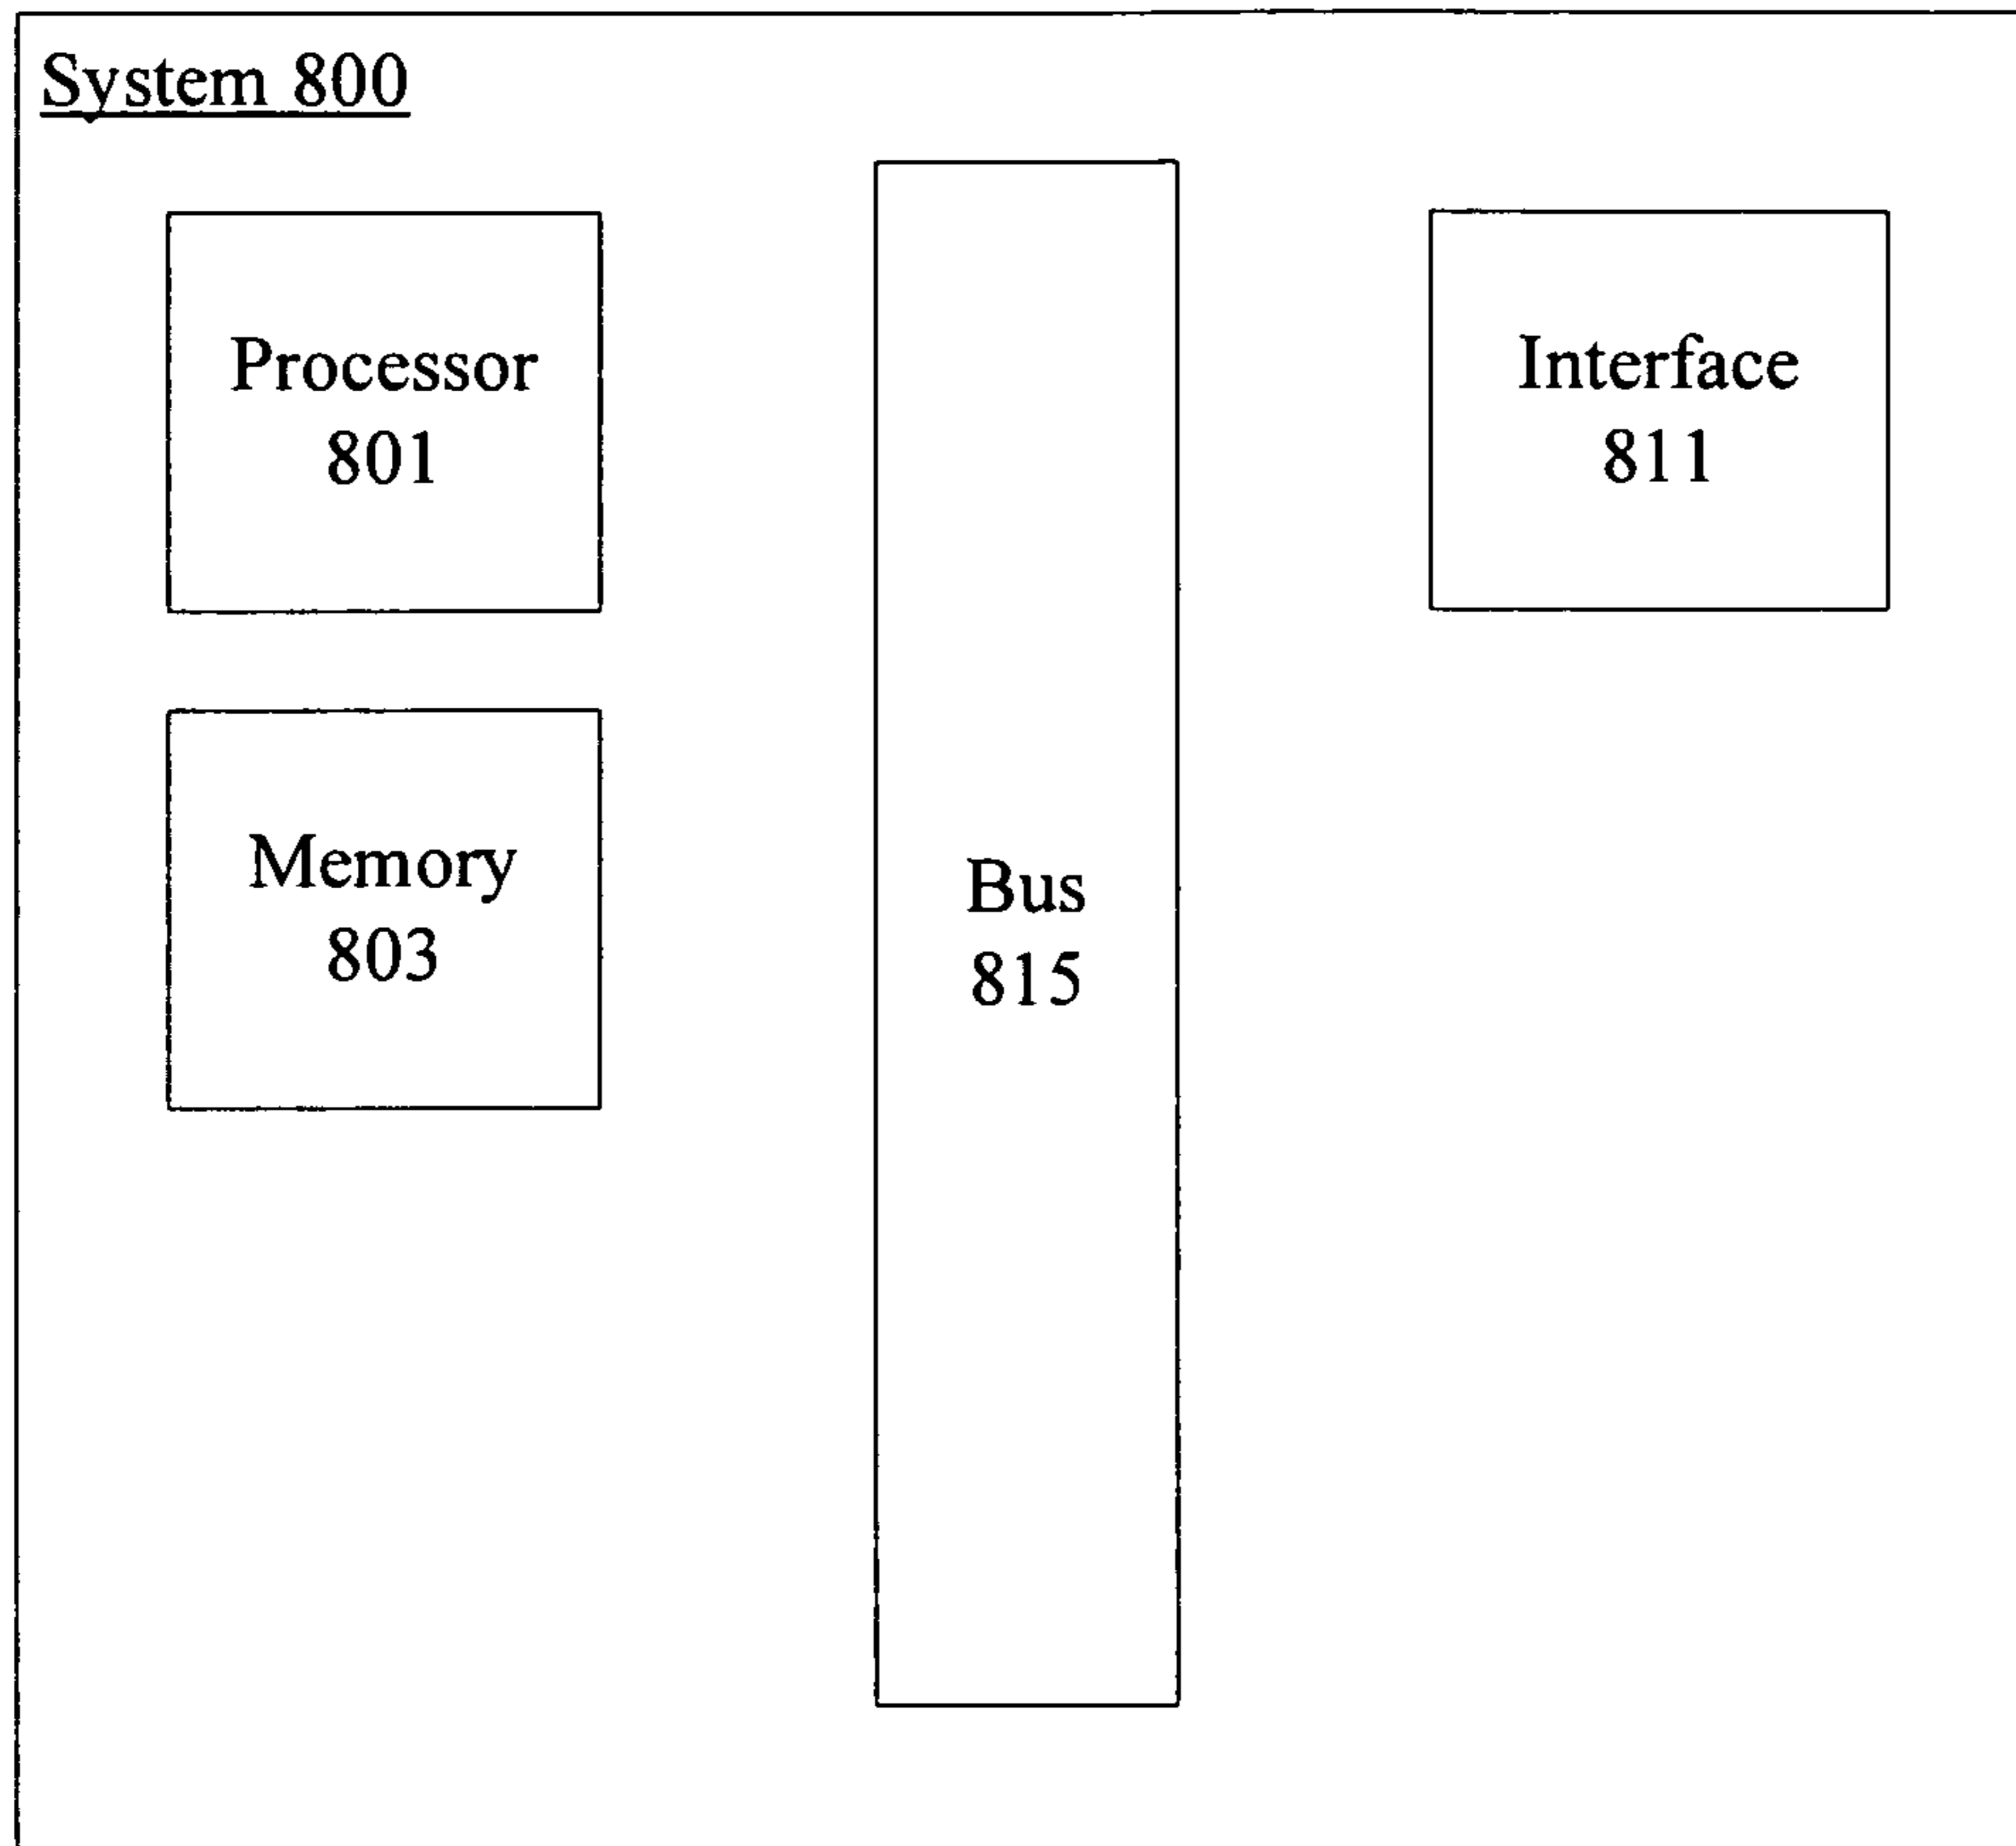 System 800
Processor
801
Interface
811
Memory
803
Bus
815